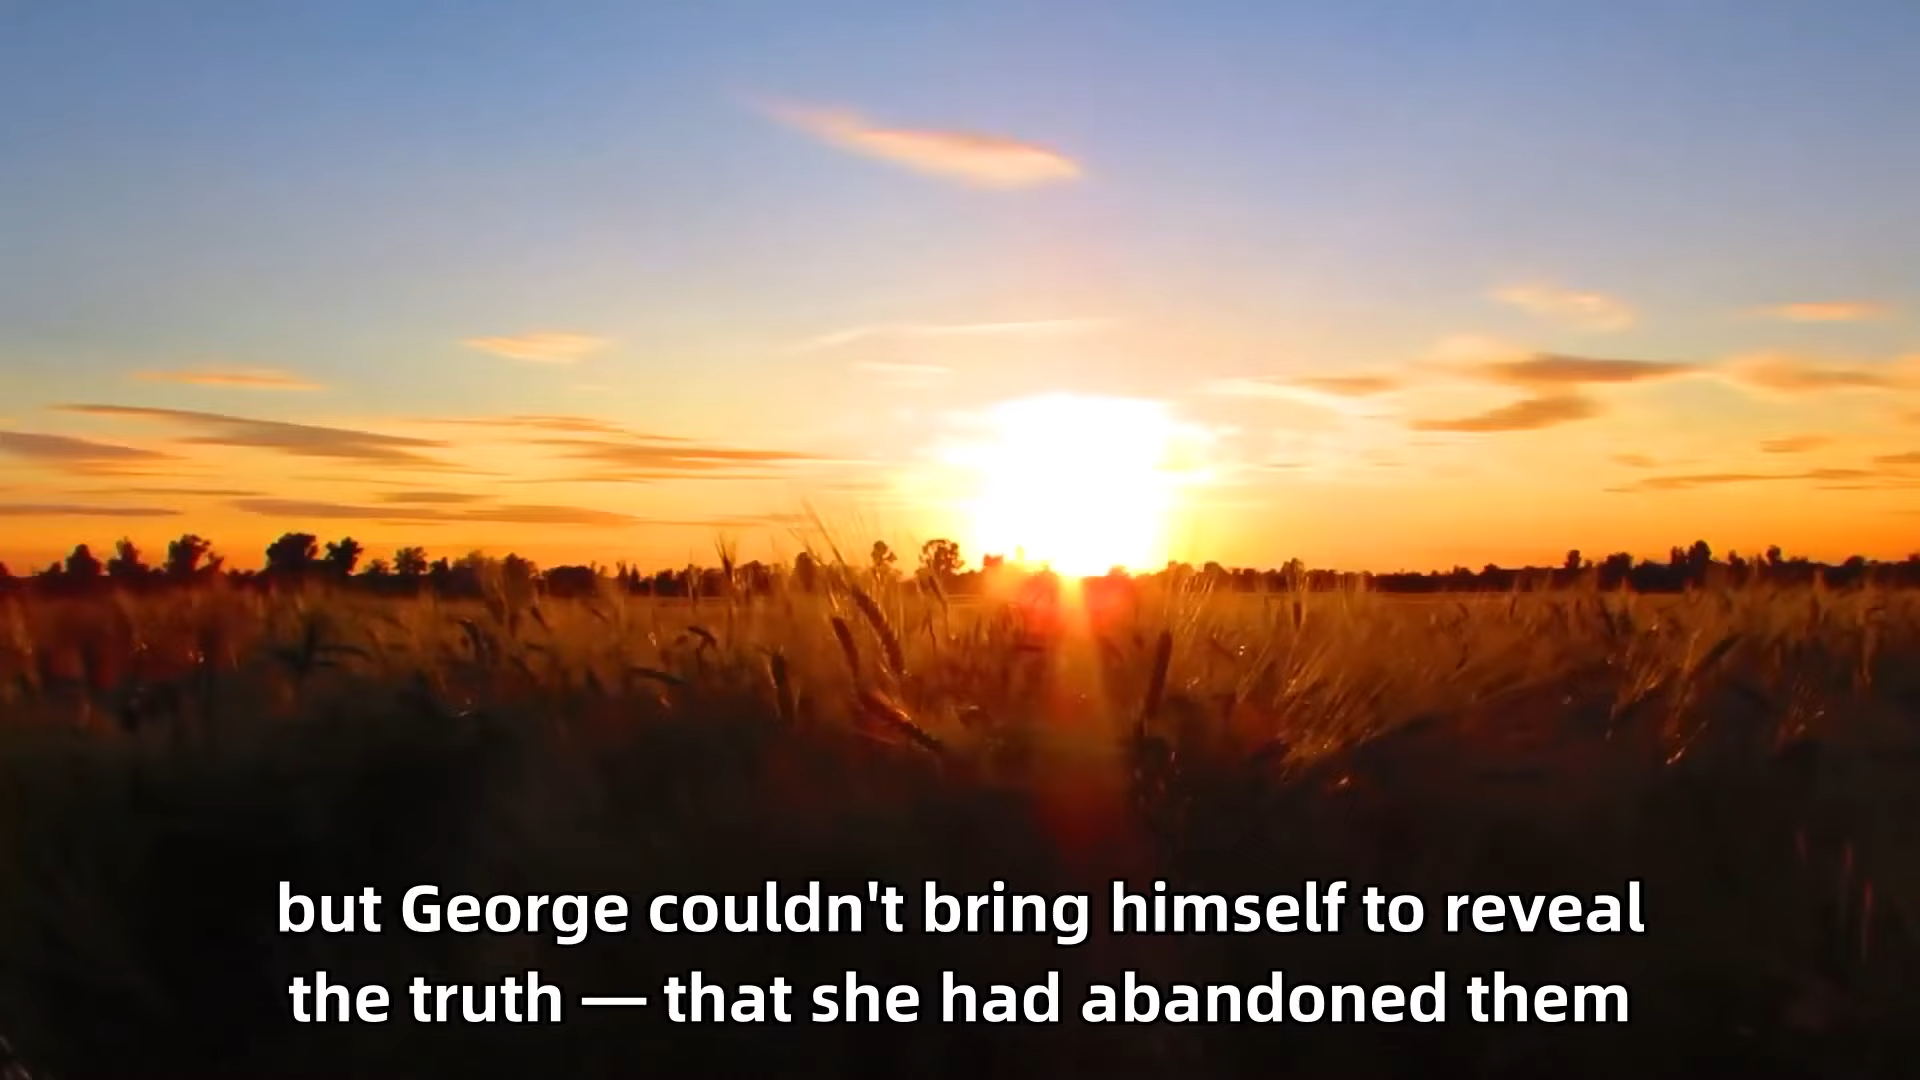 but George couldn't bring himself to reveal
the truth — that she had abandoned them